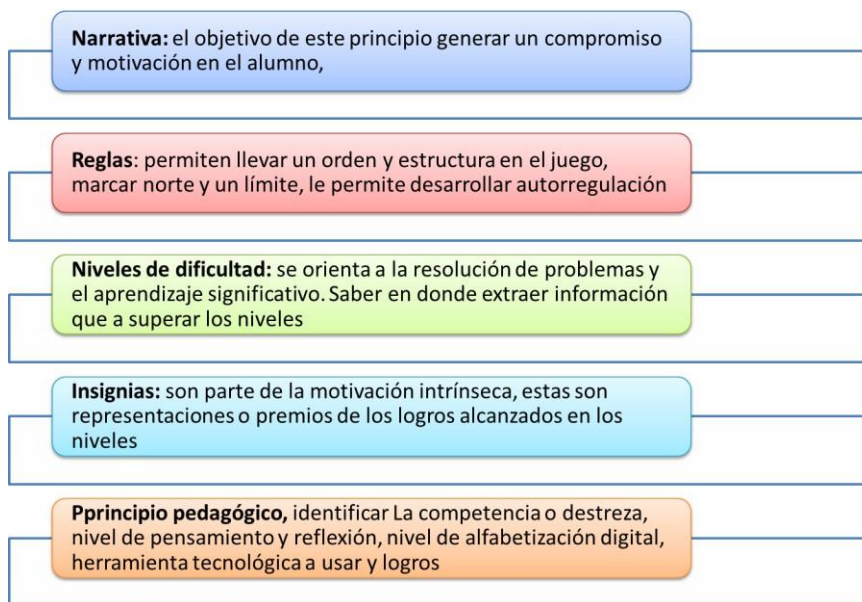 Narrativa: el objetivo de este principio generar un compromiso
y motivación en el alumno,
Reglas: permiten llevar un orden y estructura en el juego,
marcar norte y un límite, le permite desarrollar autorregulación
Niveles de dificultad: se orienta a la resolución de problemas y
el aprendizaje significativo. Saber en donde extraer información
que a superar los niveles
Insignias: son parte de la motivación intrínseca, estas son
representaciones o premios de los logros alcanzados en los
niveles
Pprincipio pedagógico, identificar La competencia o destreza,
nivel de pensamiento y reflexión, nivel de alfabetización digital,
herramienta tecnológica a usar y logros